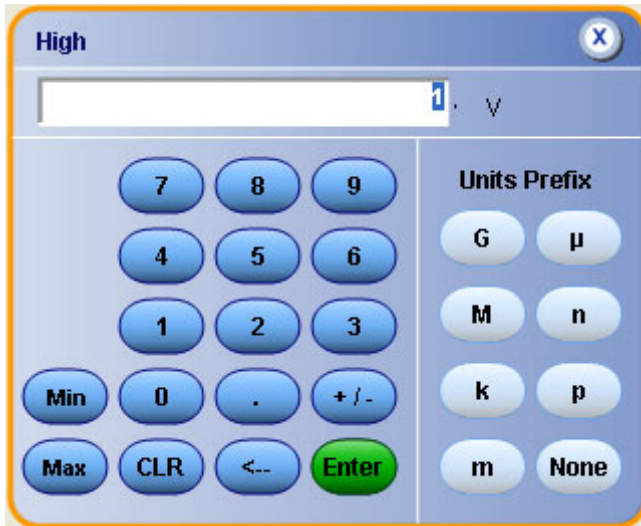 High X
1. V
7 8 9 Units Prefix
4 5 6 G µ
1 2 3 M n
Min 0 . +/- k p
Max CLR <-- Enter m None